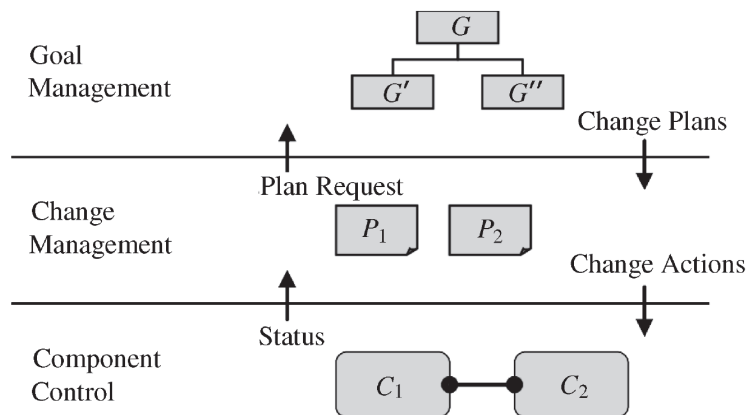 G
Goal
Management
G′ G″
Change Plans
Plan Request
Change
Management
P1 P2
Change Actions
Status
Component
Control
C1 C2